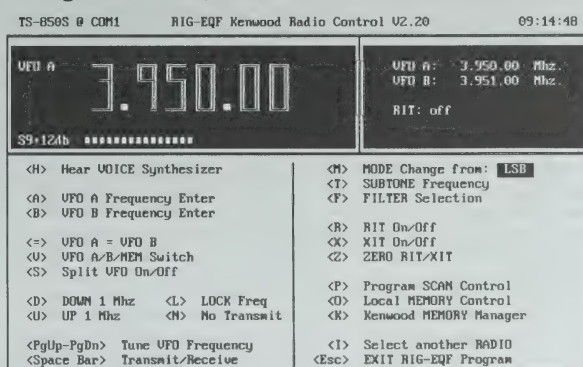 TS-850S @ COM1 RIG-EQF Kenwood Radio Control V2.20 09:14:48
VFO A
3.950.00
S9+12db
VFO A: 3.950.00 Mhz.
VFO B: 3.951.00 Mhz.
RIT: off
<H> Hear VOICE Synthesizer
<A> VFO A Frequency Enter
<B> VFO B Frequency Enter
<=> VFO A = VFO B
<V> VFO A/B/MEM Switch
<S> Split VFO On/Off
<D> DOWN 1 Mhz <L> LOCK Freq
<U> UP 1 Mhz <N> No Transmit
<PgUp-PgDn> Tune VFO Frequency
<Space Bar> Transmit/Receive
<M> MODE Change from: LSB
<T> SUBTONE Frequency
<F> FILTER Selection
<R> RIT On/Off
<X> XIT On/Off
<Z> ZERO RIT/XIT
<P> Program SCAN Control
<O> Local MEMORY Control
<K> Kenwood MEMORY Manager
<I> Select another RADIO
<Esc> EXIT RIG-EQF Program